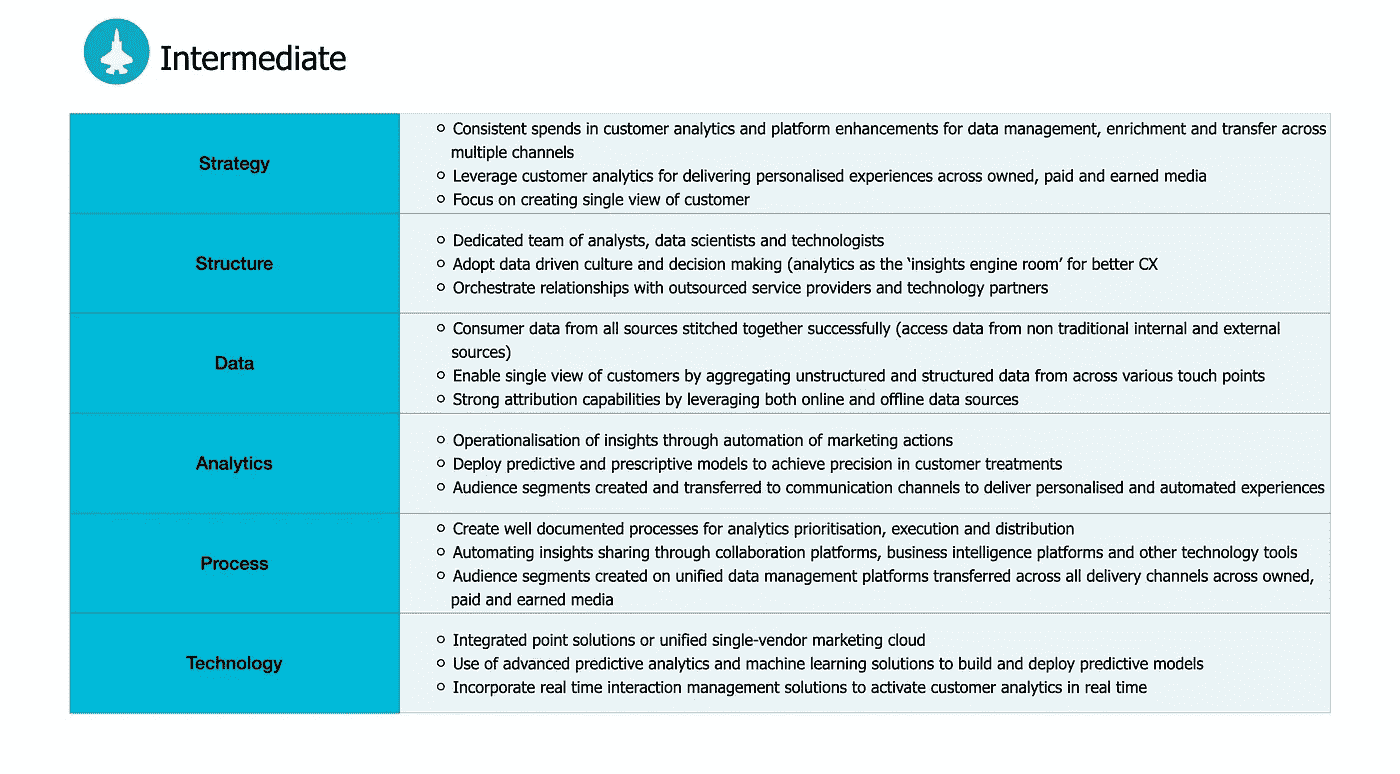 Intermediate
Strategy
○ Consistent spends in customer analytics and platform enhancements for data management, enrichment and transfer across
multiple channels
○ Leverage customer analytics for delivering personalised experiences across owned, paid and earned media
○ Focus on creating single view of customer
Structure
○ Dedicated team of analysts, data scientists and technologists
○ Adopt data driven culture and decision making (analytics as the ‘insights engine room’ for better CX
○ Orchestrate relationships with outsourced service providers and technology partners
Data
○ Consumer data from all sources stitched together successfully (access data from non traditional internal and external
sources)
○ Enable single view of customers by aggregating unstructured and structured data from across various touch points
○ Strong attribution capabilities by leveraging both online and offline data sources
Analytics
○ Operationalisation of insights through automation of marketing actions
○ Deploy predictive and prescriptive models to achieve precision in customer treatments
○ Audience segments created and transferred to communication channels to deliver personalised and automated experiences
Process
○ Create well documented processes for analytics prioritisation, execution and distribution
○ Automating insights sharing through collaboration platforms, business intelligence platforms and other technology tools
○ Audience segments created on unified data management platforms transferred across all delivery channels across owned,
paid and earned media
Technology
○ Integrated point solutions or unified single-vendor marketing cloud
○ Use of advanced predictive analytics and machine learning solutions to build and deploy predictive models
○ Incorporate real time interaction management solutions to activate customer analytics in real time